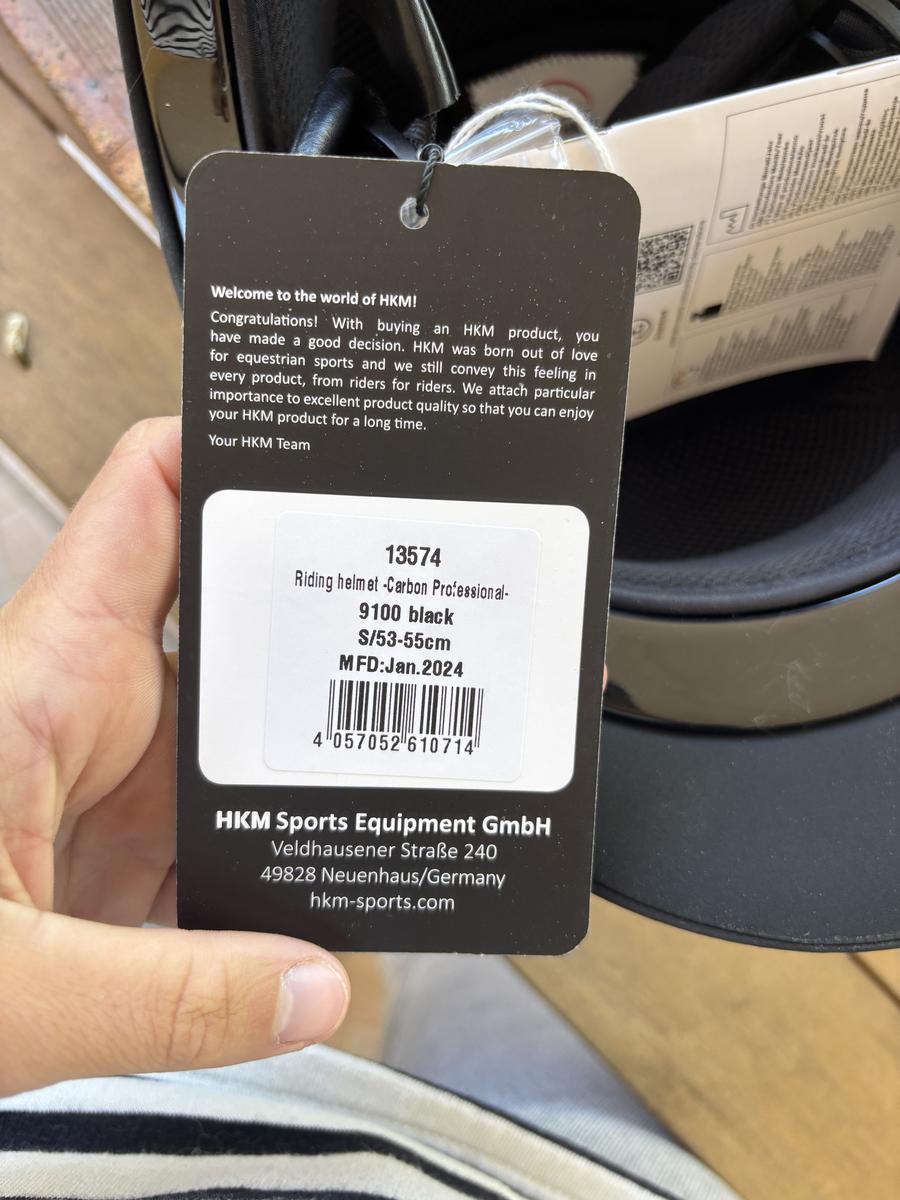 Welcome to the world of HKM!
Congratulations! With buying an HKM product, you
have made a good decision. HKM was born out of love
for equestrian sports and we still convey this feeling in
every product, from riders for riders. We attach particular
importance to excellent product quality so that you can enjoy
your HKM product for a long time.
Your HKM Team
13574
Riding helmet -Carbon Professional-
9100 black
S/53-55cm
MFD:Jan.2024
4 057052 610714
HKM Sports Equipment GmbH
Veldhausener Straße 240
49828 Neuenhaus/Germany
hkm-sports.com